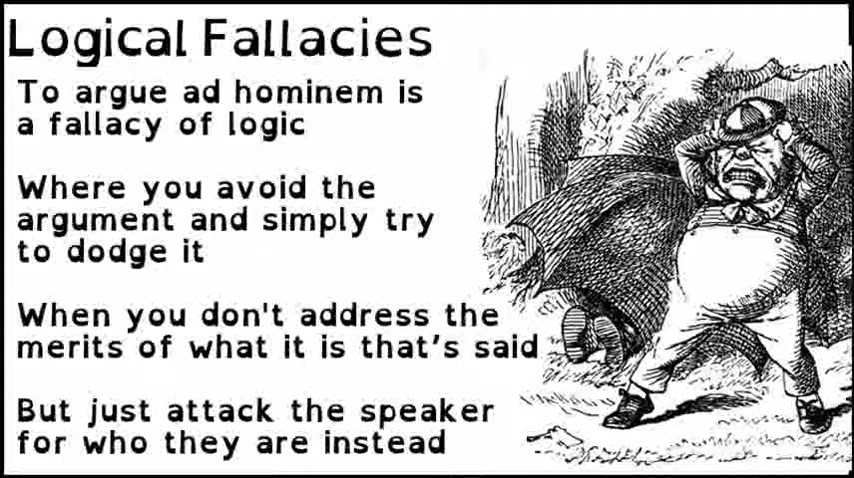 Logical Fallacies
To argue ad hominem is
a fallacy of logic
Where you avoid the
argument and simply try
to dodge it
When you don't address the
merits of what it is that’s said
But just attack the speaker
for who they are instead